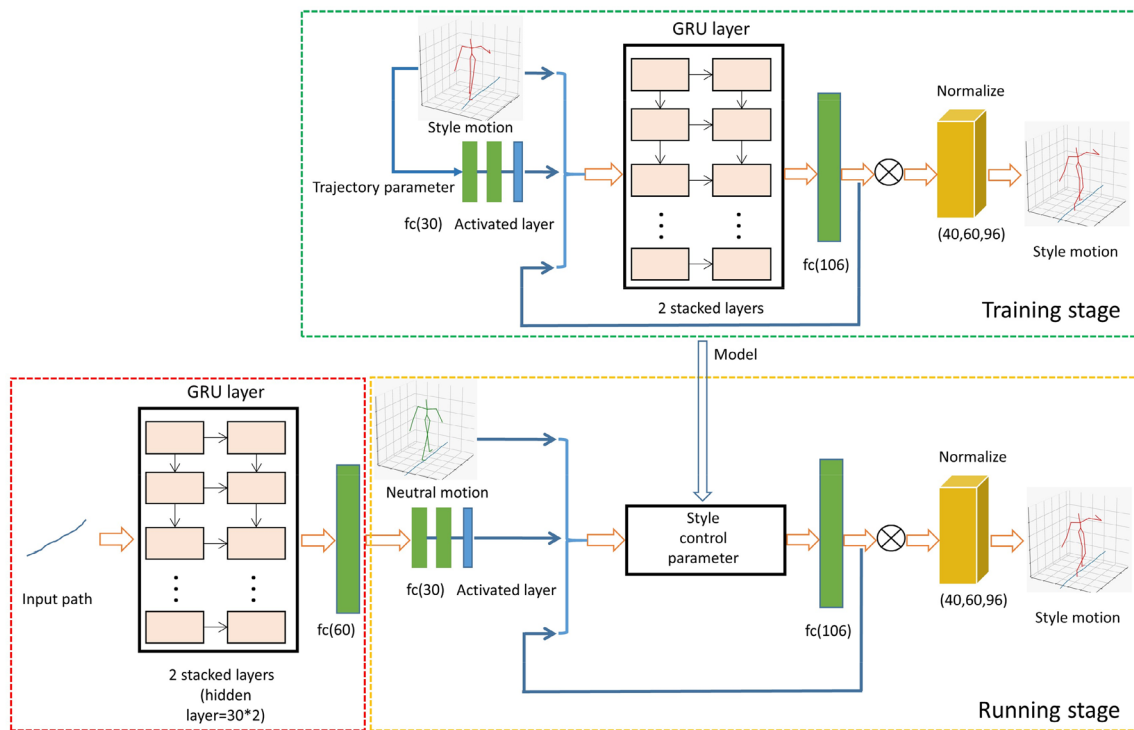 GRU layer
Style motion
Trajectory parameter
fc(30)
Activated layer
2 stacked layers
fc(106)
Normalize
(40,60,96)
Style motion
Training stage
Model
GRU layer
Input path
2 stacked layers
(hidden
layer=30*2)
fc(60)
Neutral motion
fc(30)
Activated layer
Style
control
parameter
fc(106)
Normalize
(40,60,96)
Style motion
Running stage